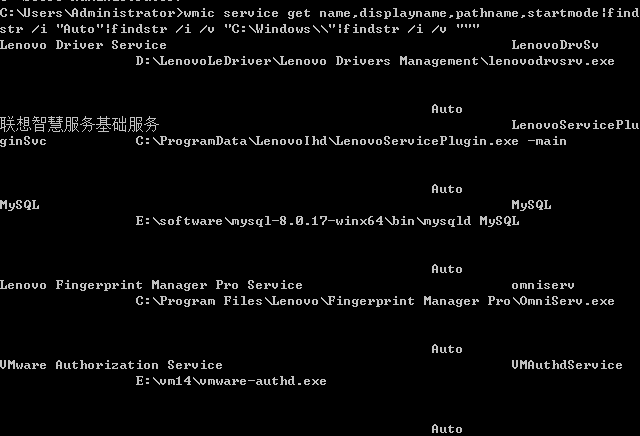 C:\Users\Administrator>wmic service get name,displayname,pathname,startmode|find
str /i "Auto"|findstr /i /v "C:\Windows\\"|findstr /i /v """
Lenovo Driver Service LenovoDrvSv
D:\LenovoLeDriver\Lenovo Drivers Management\lenovodrvsrv.exe
Auto
联想智慧服务基础服务 LenovoServicePlu
ginSvc C:\ProgramData\LenovoIhd\LenovoServicePlugin.exe -main
Auto
MySQL MySQL
E:\software\mysql-8.0.17-winx64\bin\mysqld MySQL
Auto
Lenovo Fingerprint Manager Pro Service omniserv
C:\Program Files\Lenovo\Fingerprint Manager Pro\OmniServ.exe
Auto
VMware Authorization Service VMAuthdService
E:\vm14\vmware-authd.exe
Auto